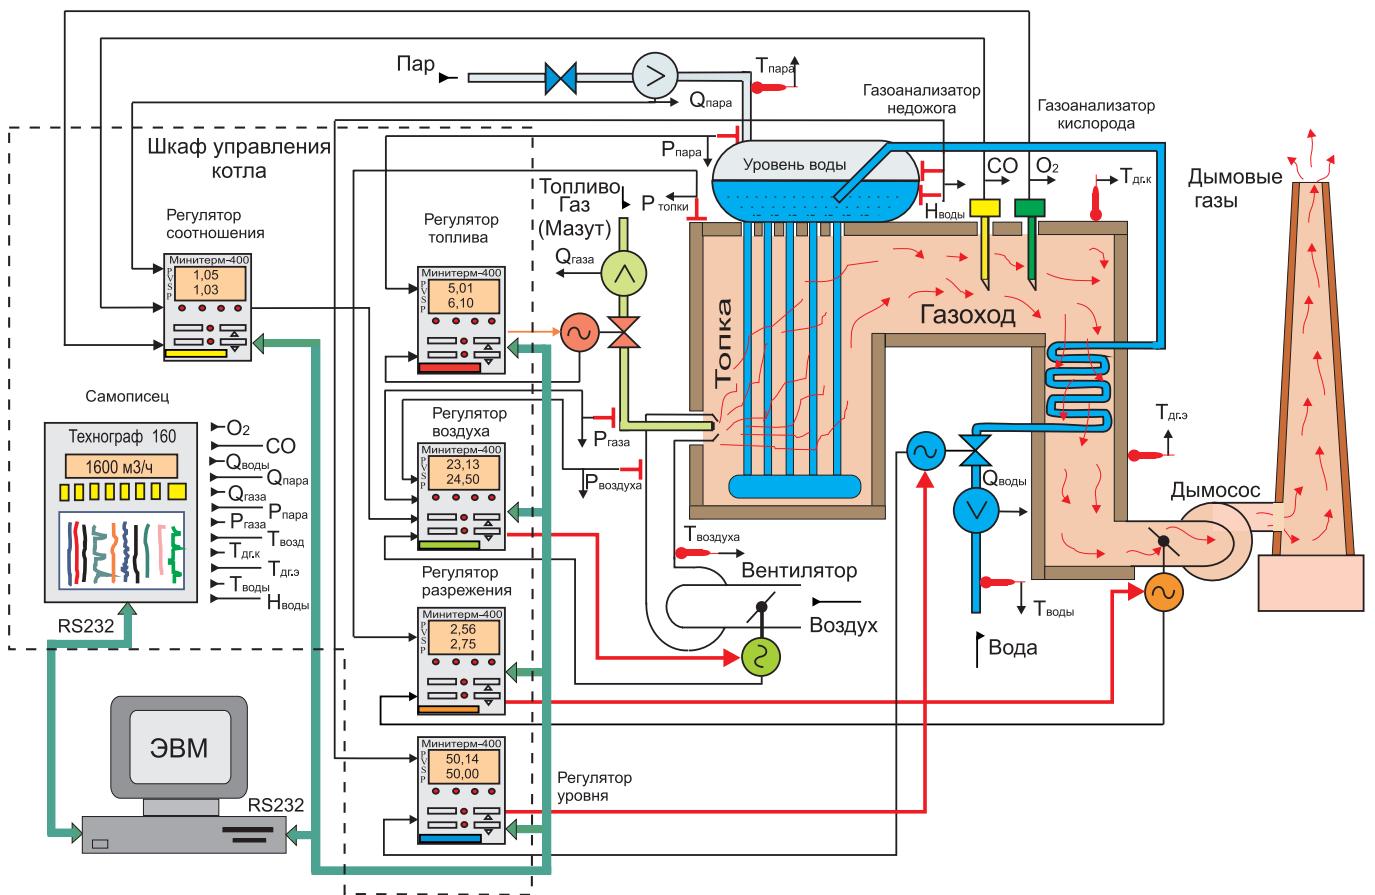 Пар
Qпара
Tпара
Газоанализатор
недожога
Газоанализатор
кислорода
Шкаф управления
котла
Pпара
Уровень воды
CO
O2
Tдг.к
Дымовые
газы
Топливо
Газ
(Мазут)
P топки
Hводы
Регулятор
соотношения
Регулятор
топлива
Qгаза
Минитерм-400
P
V
S
P
1,05
1,03
Минитерм-400
P
V
S
P
5,01
6,10
Топка
Газоход
Самописец
Технограф 160
1600 м3/ч
O2
CO
Qводы
Qпара
Qгаза
Pпара
Pгаза
Tвозд
Tдг.к
Tдг.э
Tводы
Hводы
Регулятор
воздуха
Pгаза
Минитерм-400
P
V
S
P
23,13
24,50
Pвоздуха
Tдг.э
Qводы
Дымосос
Tвоздуха
Вентилятор
Воздух
Tводы
Вода
Регулятор
разрежения
Минитерм-400
P
V
S
P
2,56
2,75
RS232
ЭВМ
RS232
Минитерм-400
P
V
S
P
50,14
50,00
Регулятор
уровня